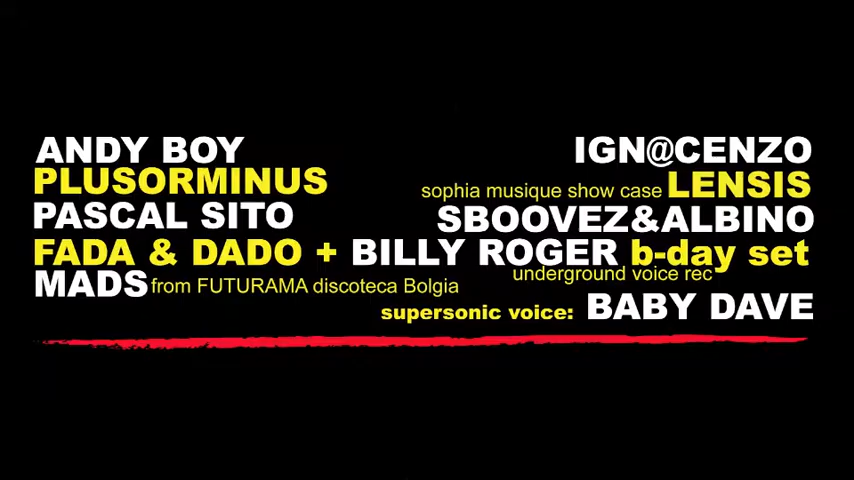 ANDY BOY
IGN@CENZO
PLUSORMINUS
sophia musique show case LENSIS
PASCAL SITO
SBOOVEZ&ALBINO
FADA & DADO + BILLY ROGER b-day set
underground voice rec
MADS from FUTURAMA discoteca Bolgia
supersonic voice: BABY DAVE